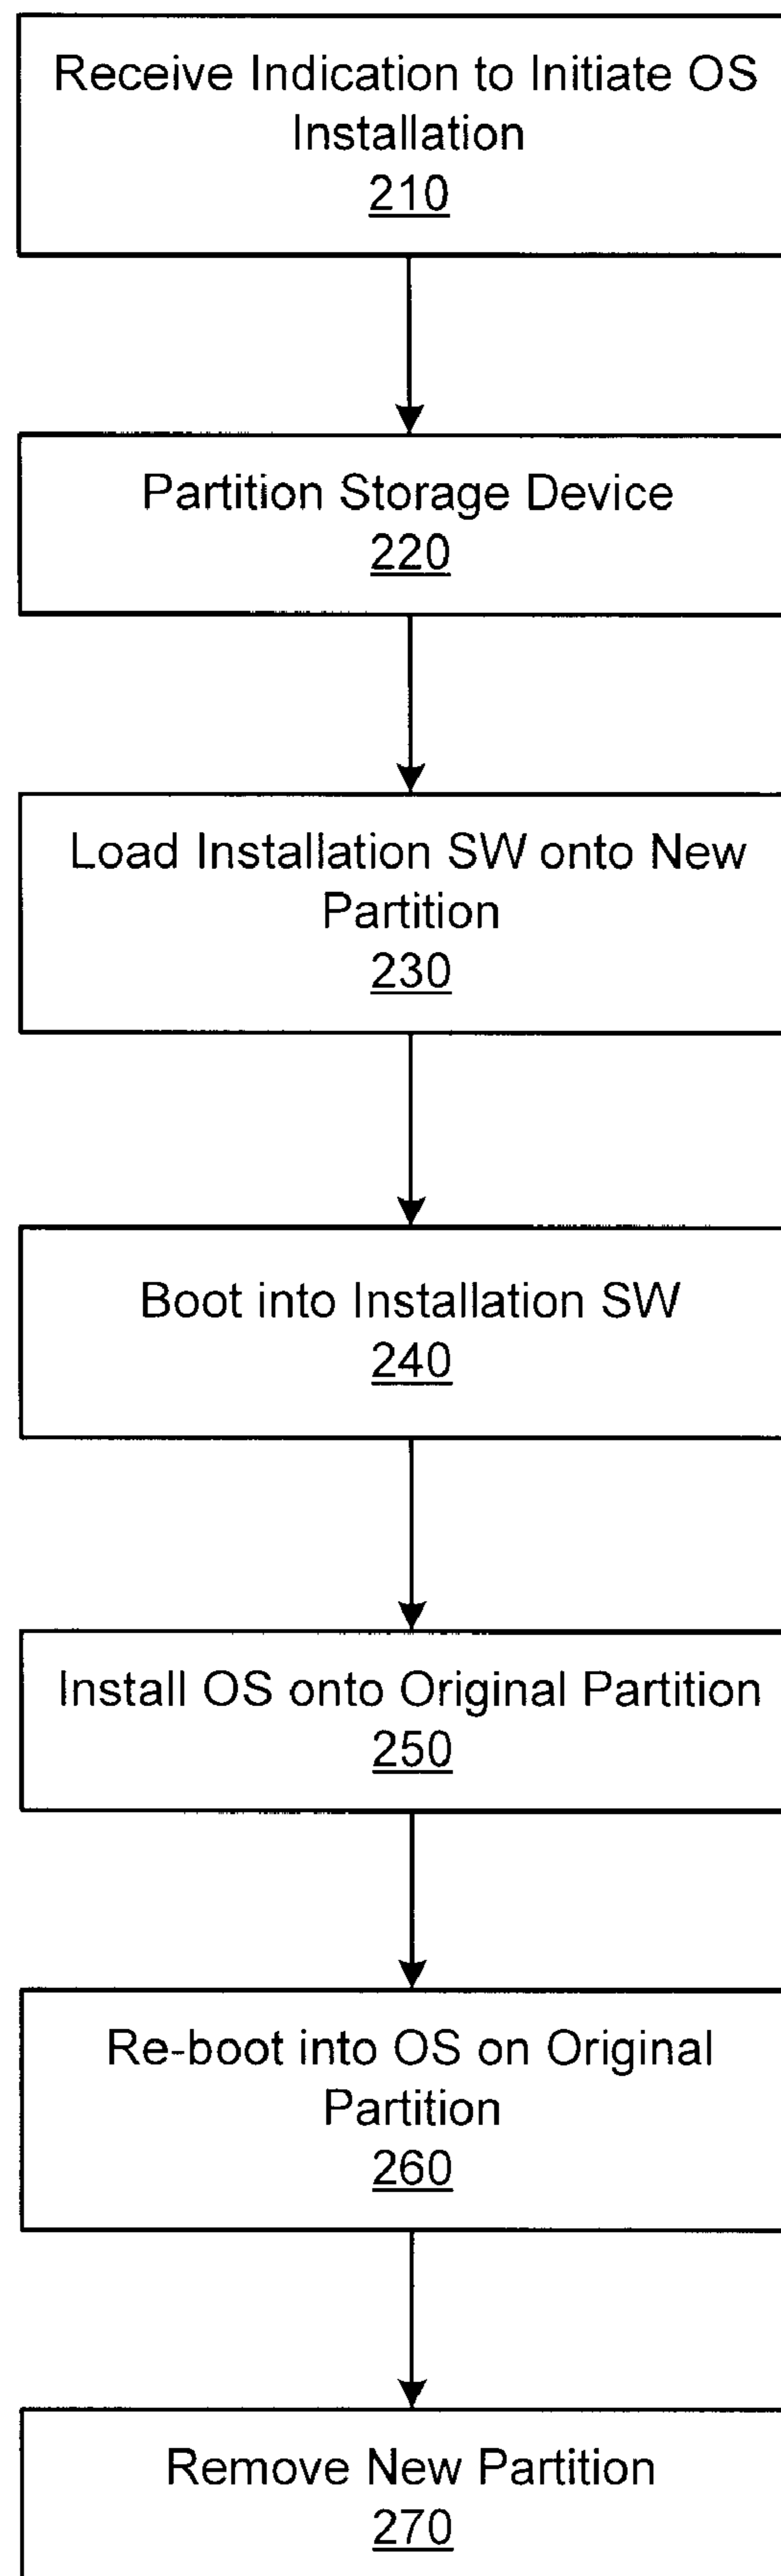 Receive Indication to Initiate OS
Installation
210
Partition Storage Device
220
Load Installation SW onto New
Partition
230
Boot into Installation SW
240
Install OS onto Original Partition
250
Re-boot into OS on Original
Partition
260
Remove New Partition
270